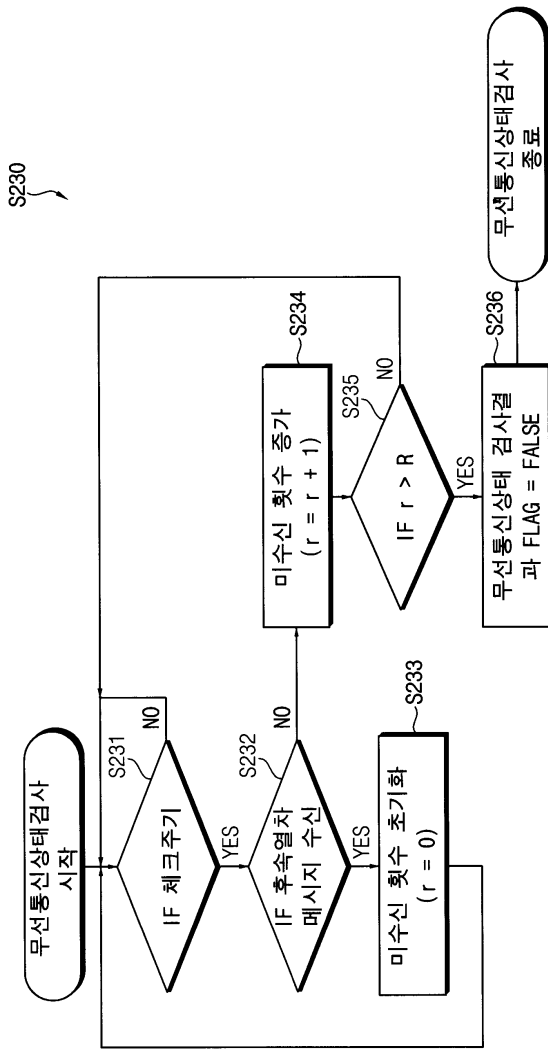 S230
무선통신상태검사
시작
S231
IF 체크주기
NO
YES
S232
IF 후속열차
메시지 수신
NO
YES
S233
미수신 횟수 초기화
(r = 0)
S234
미수신 횟수 증가
(r = r + 1)
S235
IF r > R
NO
YES
S236
무선통신상태 검사결
과 FLAG = FALSE
무선통신상태검사
종료